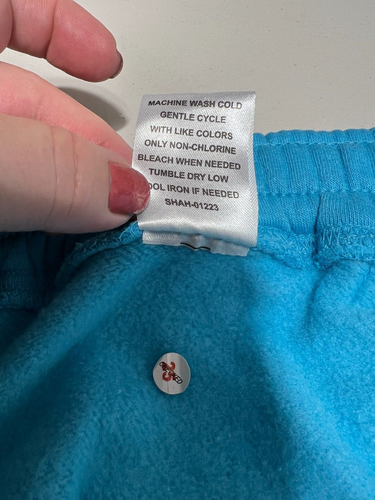 MACHINE WASH COLD
GENTLE CYCLE
WITH LIKE COLORS
ONLY NON-CHLORINE
BLEACH WHEN NEEDED
TUMBLE DRY LOW
OOL IRON IF NEEDED
SHAH-01223